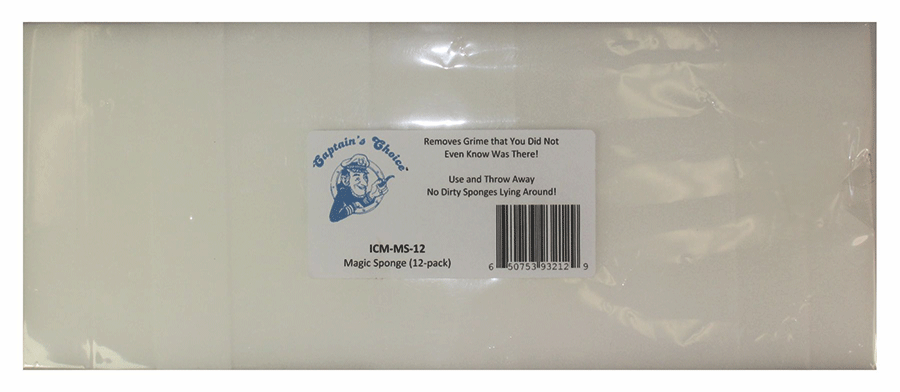 "Captain's Choice"
Removes Grime that You Did Not
Even Know Was There!
Use and Throw Away
No Dirty Sponges Lying Around!
ICM-MS-12
Magic Sponge (12-pack)
6 50753 93212 9